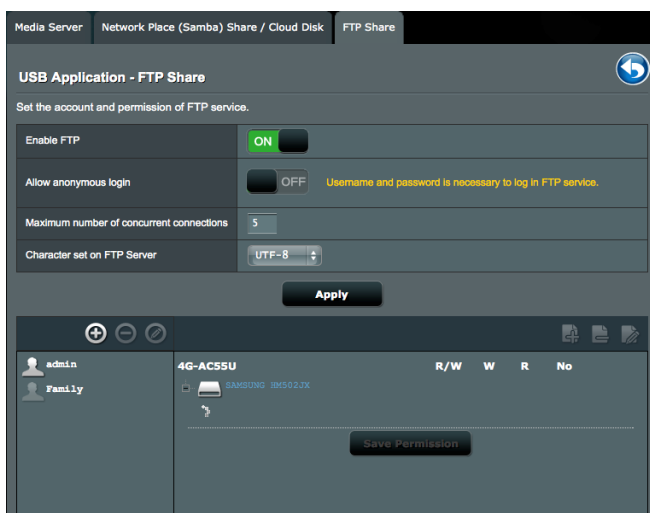 Media Server Network Place (Samba) Share / Cloud Disk FTP Share
USB Application - FTP Share
Set the account and permission of FTP service.
Enable FTP ON
Allow anonymous login OFF Username and password is necessary to log in FTP service.
Maximum number of concurrent connections 5
Character set on FTP Server UTF-8
Apply
admin 4G-AC55U R/W W R No
Family SAMSUNG HM502JX
Save Permission